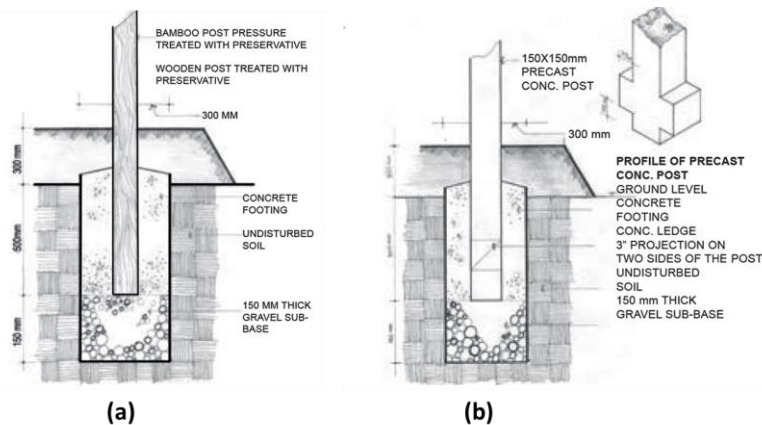 BAMBOO POST PRESSURE
TREATED WITH PRESERVATIVE
WOODEN POST TREATED WITH
PRESERVATIVE
300 MM
300 mm
CONCRETE
FOOTING
UNDISTURBED
SOIL
150 MM THICK
GRAVEL SUB-
BASE
150 mm
(a)
150X150mm
PRECAST
CONC. POST
300 mm
PROFILE OF PRECAST
CONC. POST
GROUND LEVEL
CONCRETE
FOOTING
CONC. LEDGE
3" PROJECTION ON
TWO SIDES OF THE POST
UNDISTURBED
SOIL
150 mm THICK
GRAVEL SUB-BASE
(b)